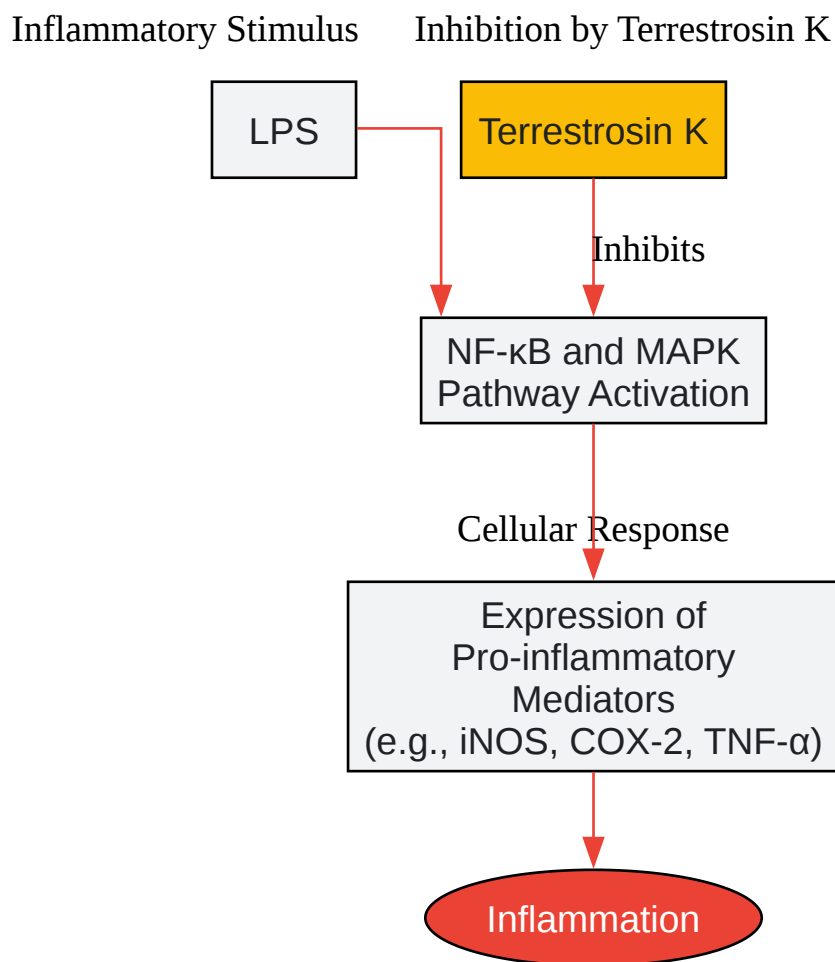 Inflammatory Stimulus
Inhibition by Terrestrosin K
LPS
Terrestrosin K
Inhibits
NF-κB and MAPK
Pathway Activation
Cellular Response
Expression of
Pro-inflammatory
Mediators
(e.g., iNOS, COX-2, TNF-α)
Inflammation